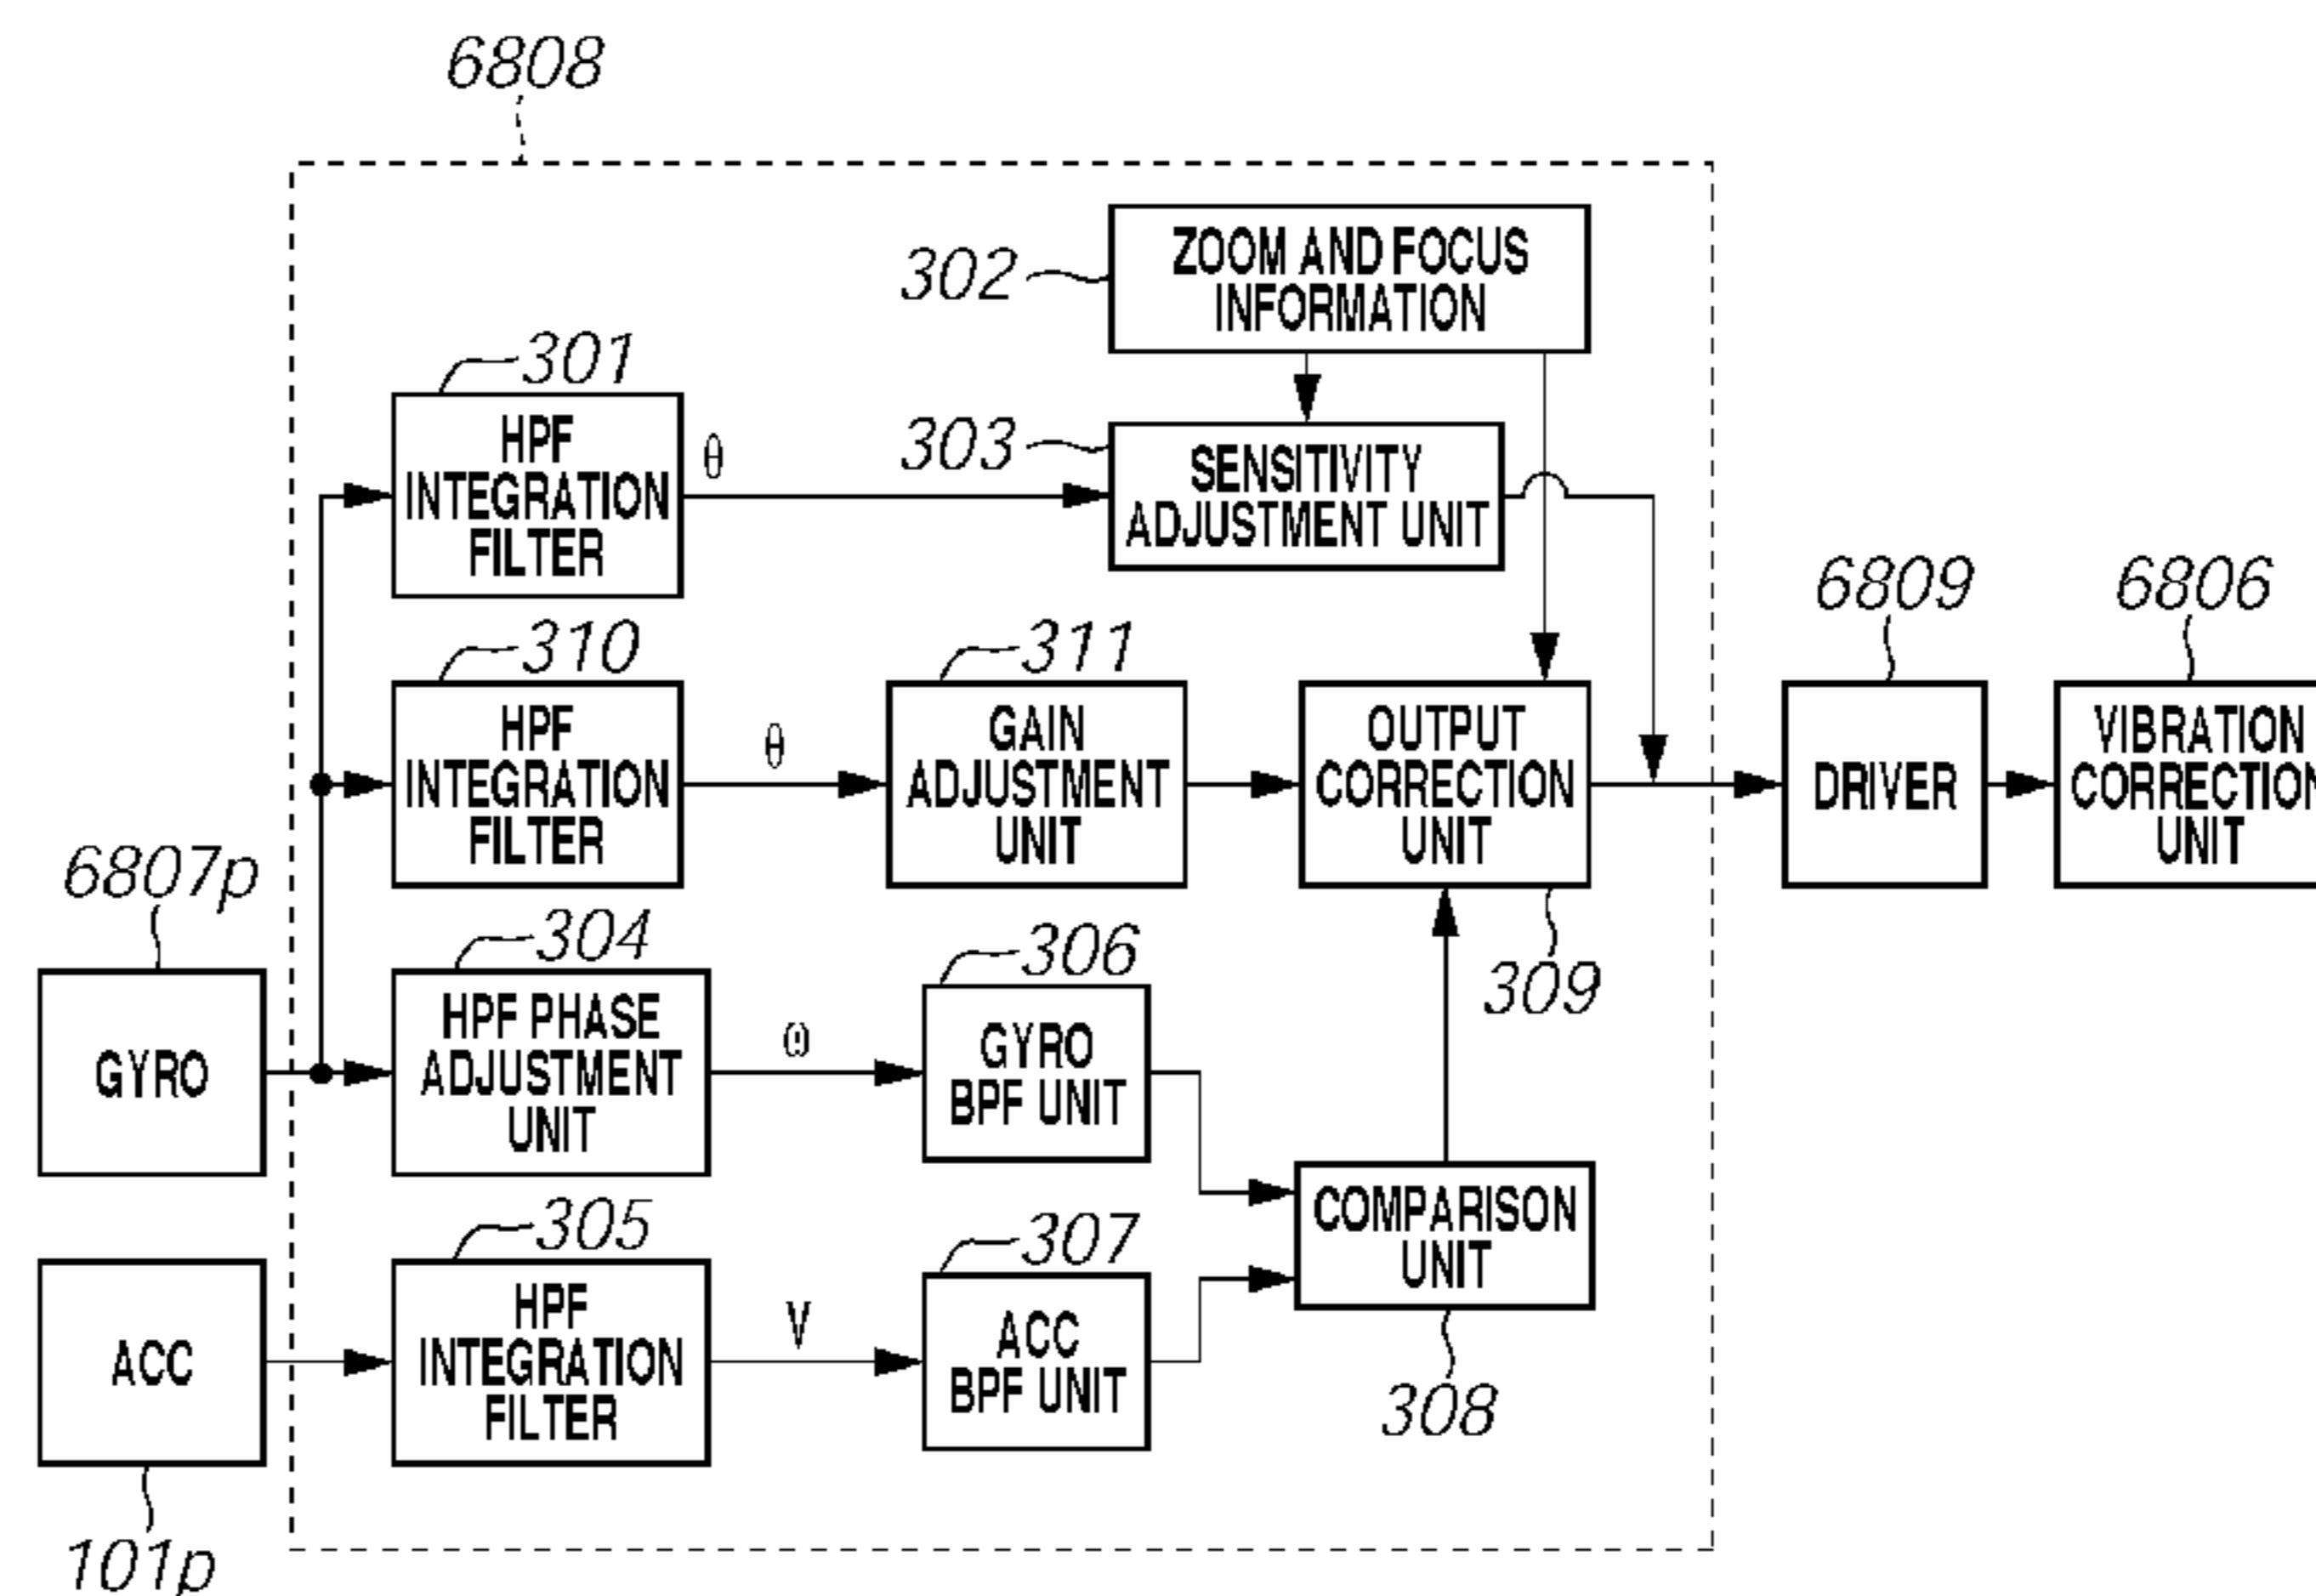 6808
302
ZOOM AND FOCUS
INFORMATION
301
HPF
INTEGRATION
FILTER
θ
303
SENSITIVITY
ADJUSTMENT UNIT
310
HPF
INTEGRATION
FILTER
θ
311
GAIN
ADJUSTMENT
UNIT
OUTPUT
CORRECTION
UNIT
309
6809
DRIVER
6806
VIBRATION
CORRECTION
UNIT
6807p
GYRO
304
HPF PHASE
ADJUSTMENT
UNIT
Θ
306
GYRO
BPF UNIT
COMPARISON
UNIT
308
ACC
101p
305
HPF
INTEGRATION
FILTER
V
307
ACC
BPF UNIT